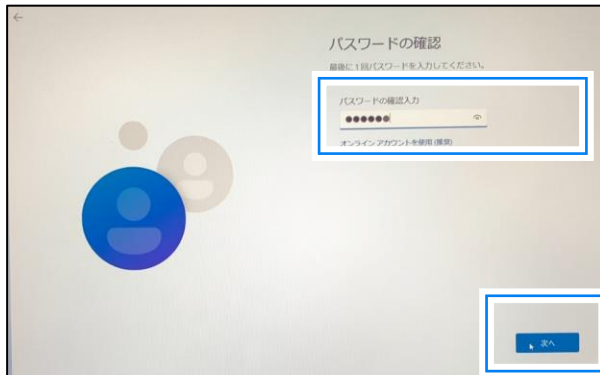 パスワードの確認
最後に1回パスワードを入力してください。
パスワードの確認入力
●●●●●●
オンライン アカウントを使用 (推奨)
次へ